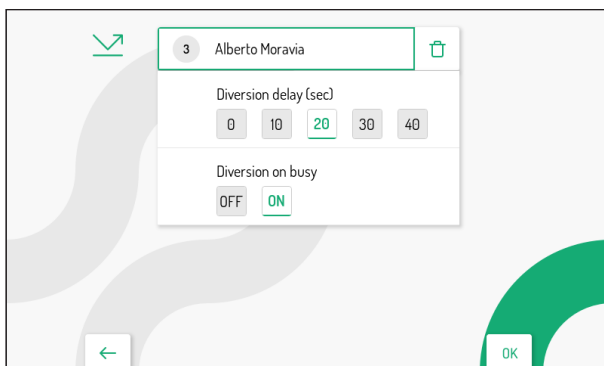 3 Alberto Moravia
Diversion delay (sec)
0 10 20 30 40
Diversion on busy
OFF ON
OK